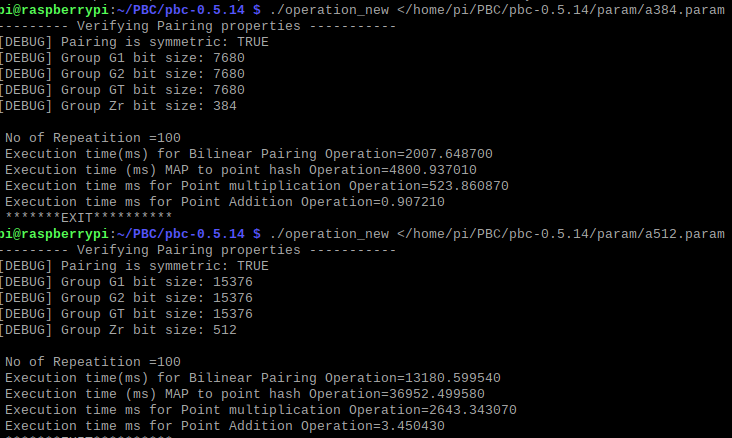 pi@raspberrypi:~/PBC/pbc-0.5.14 $ ./operation_new </home/pi/PBC/pbc-0.5.14/param/a384.param
--------- Verifying Pairing properties -----------
[DEBUG] Pairing is symmetric: TRUE
[DEBUG] Group G1 bit size: 7680
[DEBUG] Group G2 bit size: 7680
[DEBUG] Group GT bit size: 7680
[DEBUG] Group Zr bit size: 384
No of Repeatition =100
Execution time(ms) for Bilinear Pairing Operation=2007.648700
Execution time (ms) MAP to point hash Operation=4800.937010
Execution time ms for Point multiplication Operation=523.860870
Execution time ms for Point Addition Operation=0.907210
*******EXIT**********
pi@raspberrypi:~/PBC/pbc-0.5.14 $ ./operation_new </home/pi/PBC/pbc-0.5.14/param/a512.param
--------- Verifying Pairing properties -----------
[DEBUG] Pairing is symmetric: TRUE
[DEBUG] Group G1 bit size: 15376
[DEBUG] Group G2 bit size: 15376
[DEBUG] Group GT bit size: 15376
[DEBUG] Group Zr bit size: 512
No of Repeatition =100
Execution time(ms) for Bilinear Pairing Operation=13180.599540
Execution time (ms) MAP to point hash Operation=36952.499580
Execution time ms for Point multiplication Operation=2643.343070
Execution time ms for Point Addition Operation=3.450430